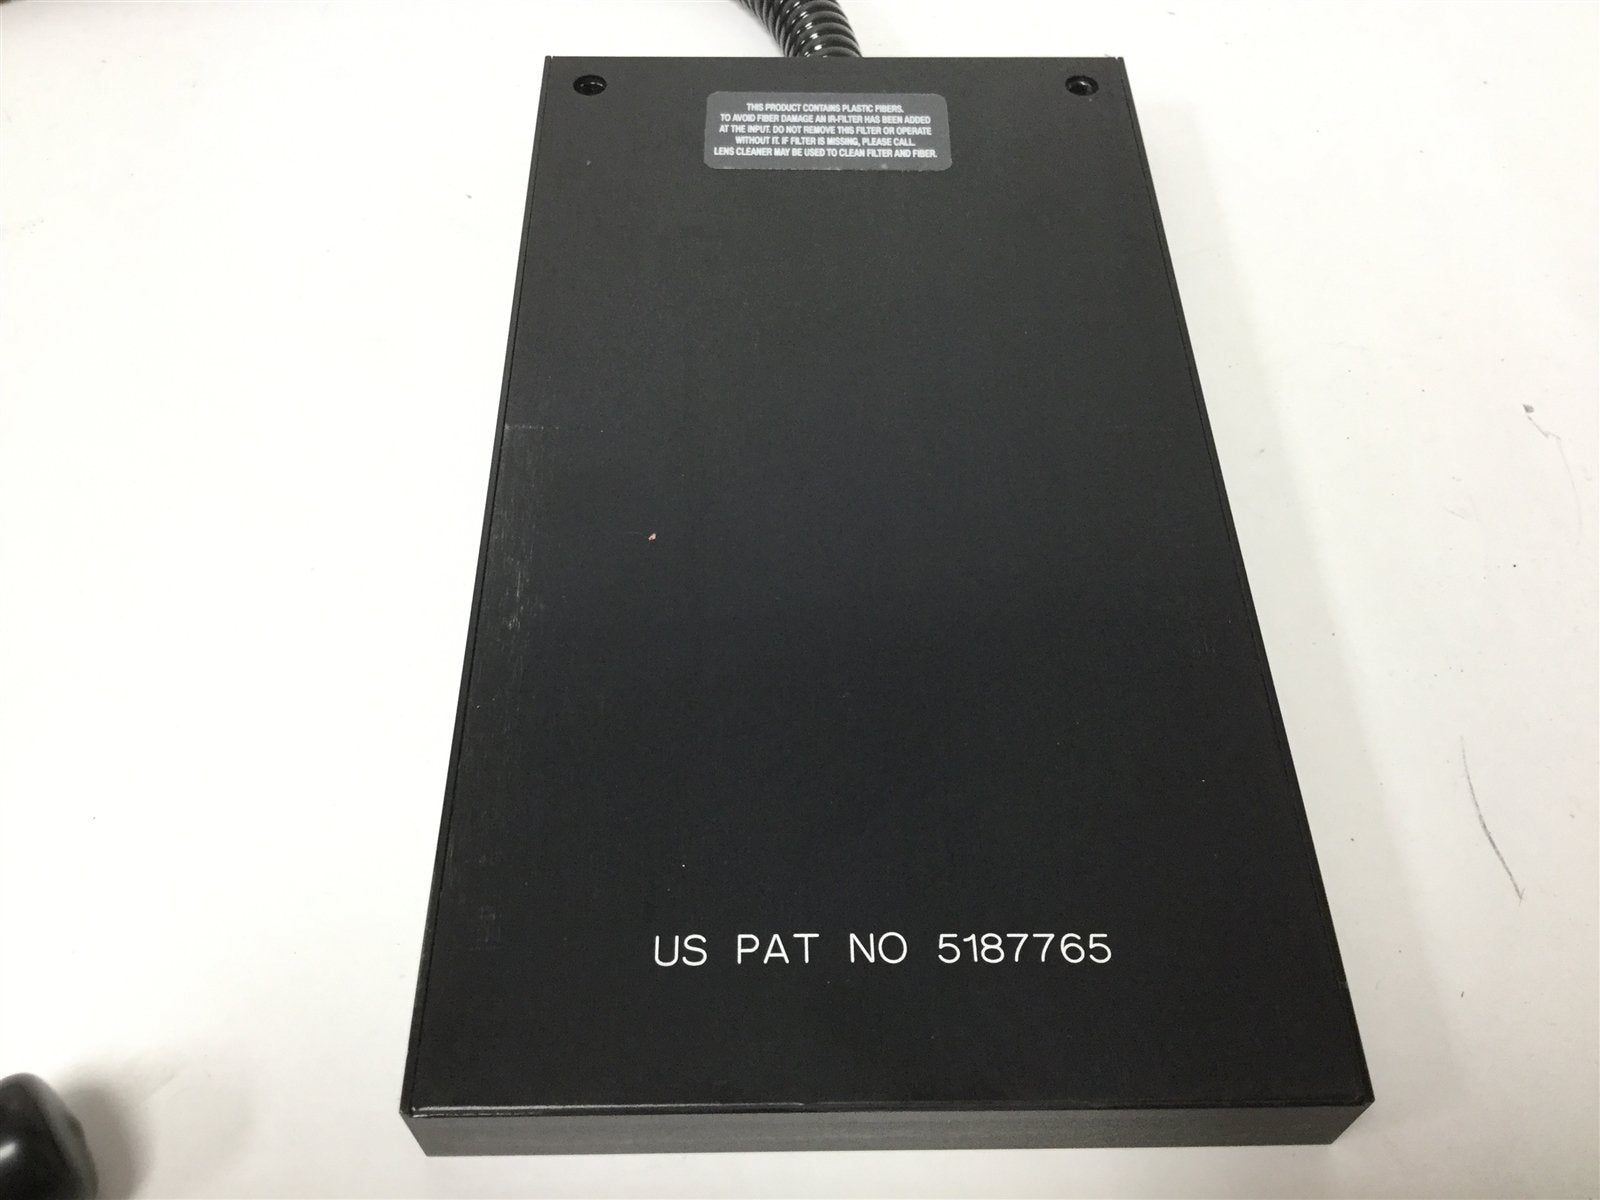 THIS PRODUCT CONTAINS PLASTIC FIBERS.
TO AVOID FIBER DAMAGE AN IR-FILTER HAS BEEN ADDED
AT THE INPUT. DO NOT REMOVE THIS FILTER OR OPERATE
WITHOUT IT. IF FILTER IS MISSING, PLEASE CALL.
LENS CLEANER MAY BE USED TO CLEAN FILTER AND FIBER.
US PAT NO 5187765